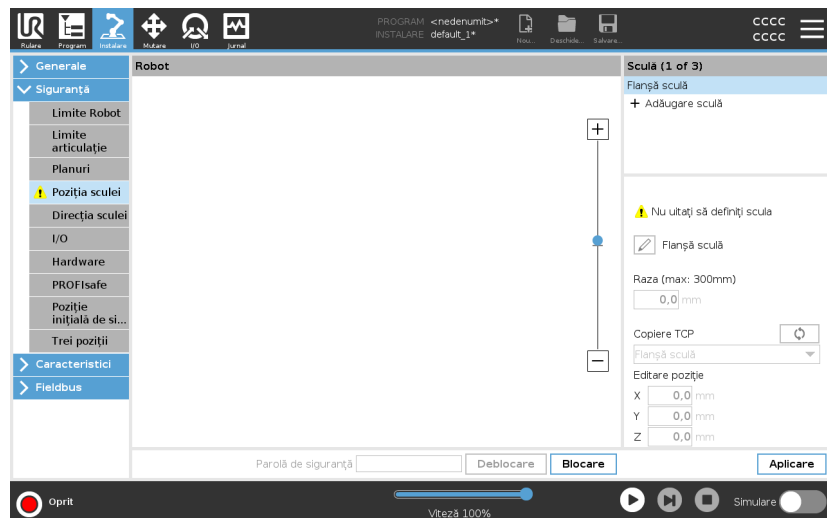 UR
PROGRAM <nedenumit>*
INSTALARE default_1*
Rulare Program Instalare Mutare I/O Jurnal
Nou... Deschide... Salvare...
cccc
cccc
Generale
Siguranță
Limite Robot
Limite
articulație
Planuri
Poziția sculei
Direcția sculei
I/O
Hardware
PROFIsafe
Poziție
inițială de si...
Trei poziții
Caracteristici
Fieldbus
Robot
+
−
Sculă (1 of 3)
Flanșă sculă
+ Adăugare sculă
Nu uitați să definiți scula
Flanșă sculă
Raza (max: 300mm)
0,0 mm
Copiere TCP
Flanșă sculă
Editare poziție
X 0,0 mm
Y 0,0 mm
Z 0,0 mm
Parolă de siguranță Deblocare Blocare Aplicare
Oprit
Viteză 100%
Simulare